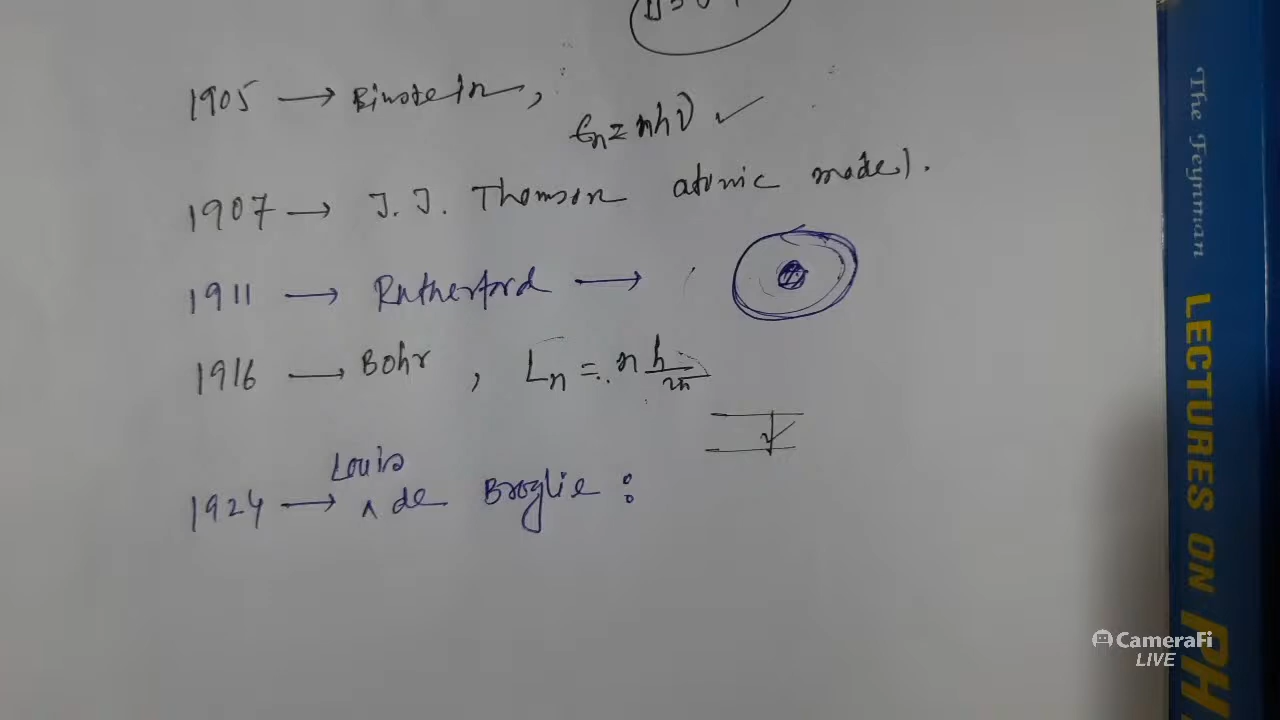 1905 → Einstein,
En = nhν ✓
1907 → J. J. Thomson atomic model.
1911 → Rutherford →
1916 → Bohr, Ln = n h/2π
Louis
1924 → ^ de Broglie :
The Feynman
LECTURES ON PH
CameraFi
LIVE